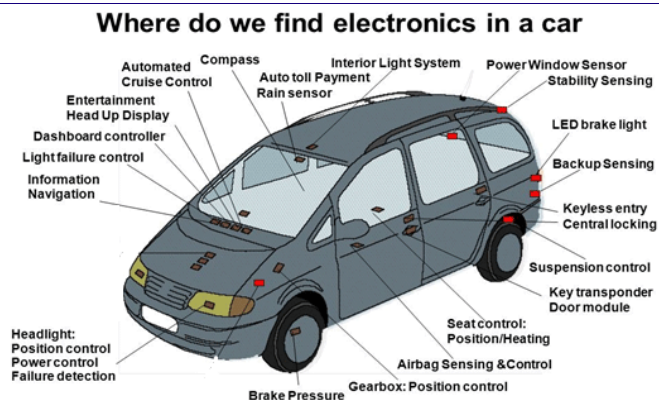 Where do we find electronics in a car
Compass
Interior Light System
Power Window Sensor
Stability Sensing
Automated
Cruise Control
Auto toll Payment
Rain sensor
Entertainment
Head Up Display
LED brake light
Dashboard controller
Light failure control
Backup Sensing
Information
Navigation
Keyless entry
Central locking
Suspension control
Key transponder
Door module
Seat control:
Position/Heating
Headlight:
Position control
Power control
Failure detection
Airbag Sensing &Control
Gearbox: Position control
Brake Pressure